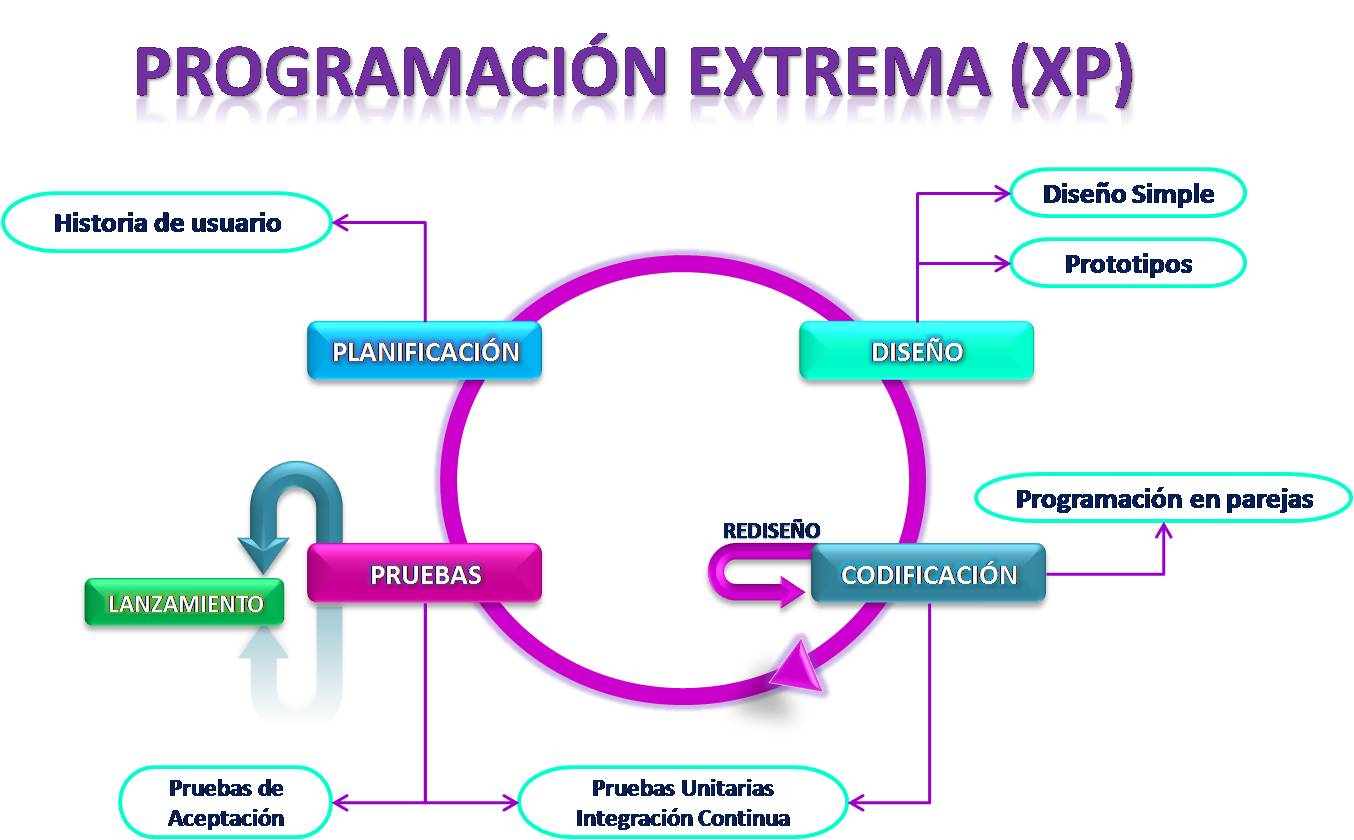 PROGRAMACIÓN EXTREMA (XP)
Diseño Simple
Historia de usuario
Prototipos
PLANIFICACIÓN
DISEÑO
Programación en parejas
REDISEÑO
PRUEBAS
CODIFICACIÓN
LANZAMIENTO
Pruebas de
Aceptación
Pruebas Unitarias
Integración Continua